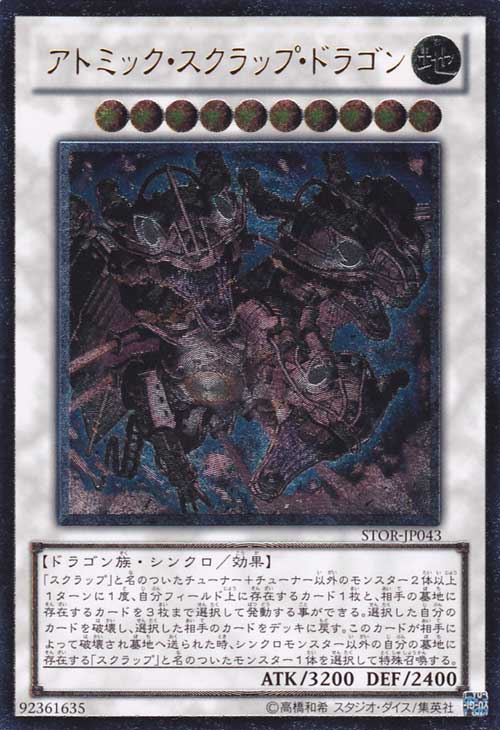 アトミック・スクラップ・ドラゴン
STOR-JP043
【ドラゴン族・シンクロ／効果】
「スクラップ」と名のついたチューナー＋チューナー以外のモンスター2体以上
1ターンに1度、自分フィールド上に存在するカード1枚と、相手の墓地に
存在するカードを3枚まで選択して発動する事ができる。選択した自分の
カードを破壊し、選択した相手のカードをデッキに戻す。このカードが相手に
よって破壊され墓地へ送られた時、シンクロモンスター以外の自分の墓地に
存在する「スクラップ」と名のついたモンスター1体を選択して特殊召喚する。
ATK/3200 DEF/2400
92361635
©高橋和希 スタジオ・ダイス/集英社